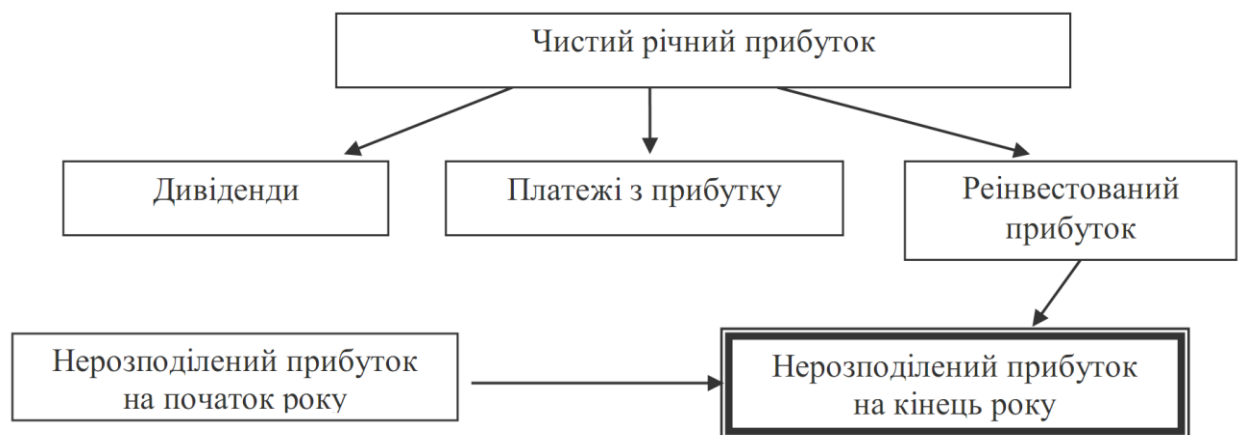 Чистий річний прибуток
Дивіденди
Платежі з прибутку
Реінвестований
прибуток
Нерозподілений прибуток
на початок року
Нерозподілений прибуток
на кінець року